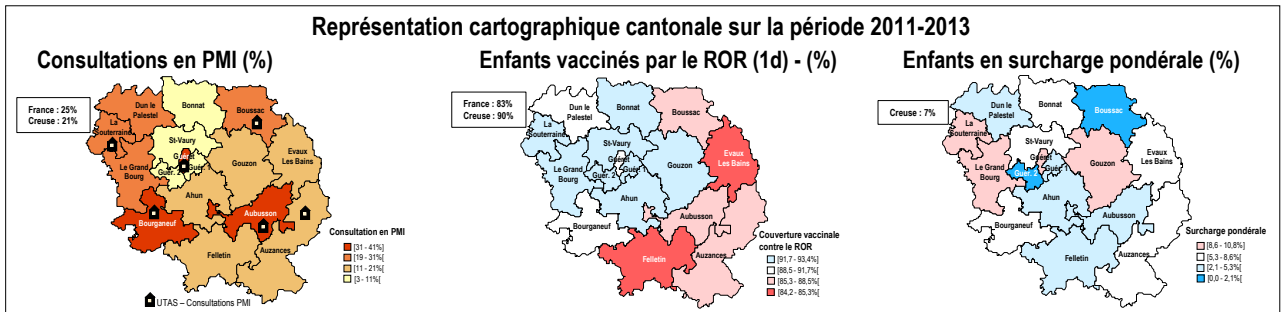 Représentation cartographique cantonale sur la période 2011-2013
Consultations en PMI (%)
France : 25%
Creuse : 21%
Bonnat
Dun le
Palestel
Boussac
La
Souterraine
St-Vaury
Guéret
Guér. 1
Guér. 2
Le Grand
Bourg
Gouzon
Evaux
Les Bains
Ahun
Bourganeuf
Aubusson
Felletin
Auzances
Consultation en PMI
[31 - 41%]
[19 - 31%[
[11 - 21%[
[3 - 11%[
UTAS – Consultations PMI
Enfants vaccinés par le ROR (1d) - (%)
France : 83%
Creuse : 90%
Dun le
Palestel
Bonnat
Boussac
La
Souterraine
St-Vaury
Guéret
Guér. 1
Guér. 2
Le Grand
Bourg
Gouzon
Evaux
Les Bains
Ahun
Bourganeuf
Aubusson
Felletin
Auzances
Couverture vaccinale
contre le ROR
[91,7 - 93,4%]
[88,5 - 91,7%[
[85,3 - 88,5%[
[84,2 - 85,3%[
Enfants en surcharge pondérale (%)
Creuse : 7%
Dun le
Palestel
Bonnat
Boussac
La
Souterraine
St-Vaury
Guéret
Guér. 1
Guér. 2
Le Grand
Bourg
Gouzon
Evaux
Les Bains
Ahun
Bourganeuf
Aubusson
Felletin
Auzances
Surcharge pondérale
[8,6 - 10,8%]
[5,3 - 8,6%[
[2,1 - 5,3%[
[0,0 - 2,1%[